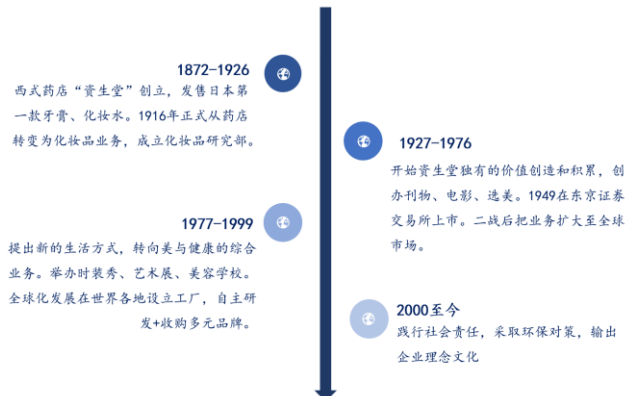 1872-1926
西式药店“资生堂”创立，发售日本第
一款牙膏、化妆水。1916年正式从药店
转变为化妆品业务，成立化妆品研究部。
1927-1976
开始资生堂独有的价值创造和积累，创
办刊物、电影、选美。1949在东京证券
交易所上市。二战后把业务扩大至全球
市场。
1977-1999
提出新的生活方式，转向美与健康的综合
业务。举办时装秀、艺术展、美容学校。
全球化发展在世界各地设立工厂，自主研
发+收购多元品牌。
2000至今
践行社会责任，采取环保对策，输出
企业理念文化